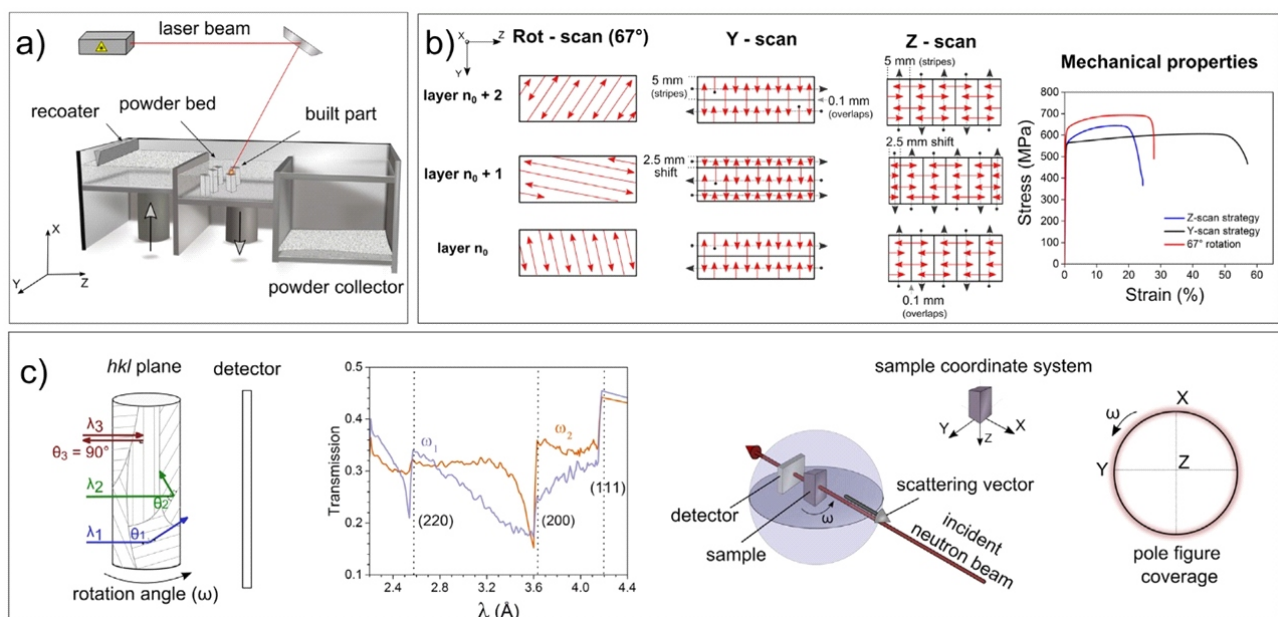 a)
laser beam
recoater
powder bed
built part
powder collector
X
Y
Z
b)
X
Z
Y
Rot - scan (67°)
Y - scan
Z - scan
Mechanical properties
layer n₀ + 2
layer n₀ + 1
layer n₀
5 mm
(stripes)
0.1 mm
(overlaps)
2.5 mm
shift
5 mm (stripes)
2.5 mm shift
0.1 mm
(overlaps)
Stress (MPa)
800
700
600
500
400
300
200
100
0
0 10 20 30 40 50 60
Strain (%)
Z-scan strategy
Y-scan strategy
67° rotation
c)
hkl plane
detector
λ3
θ3 = 90°
λ2
θ2
λ1
θ1
rotation angle (ω)
Transmission
0.5
0.4
0.3
0.2
0.1
2.4 2.8 3.2 3.6 4.0 4.4
λ (Å)
ω₁
ω₂
(220)
(200)
(111)
sample coordinate system
Y
Z
X
detector
sample
ω
scattering vector
incident
neutron beam
ω
X
Y
Z
pole figure
coverage